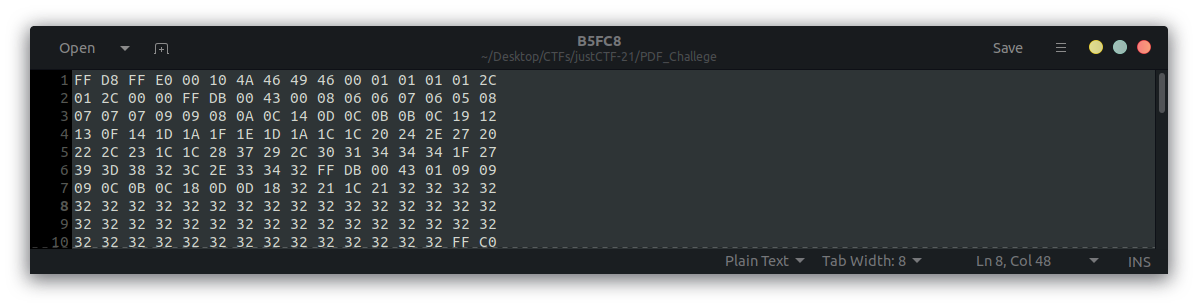 Open B5FC8 Save
~/Desktop/CTFs/justCTF-21/PDF_Challege
1 FF D8 FF E0 00 10 4A 46 49 46 00 01 01 01 01 2C
2 01 2C 00 00 FF DB 00 43 00 08 06 06 07 06 05 08
3 07 07 07 09 09 08 0A 0C 14 0D 0C 0B 0B 0C 19 12
4 13 0F 14 1D 1A 1F 1E 1D 1A 1C 1C 20 24 2E 27 20
5 22 2C 23 1C 1C 28 37 29 2C 30 31 34 34 34 1F 27
6 39 3D 38 32 3C 2E 33 34 32 FF DB 00 43 01 09 09
7 09 0C 0B 0C 18 0D 0D 18 32 21 1C 21 32 32 32 32
8 32 32 32 32 32 32 32 32 32 32 32 32 32 32 32 32
9 32 32 32 32 32 32 32 32 32 32 32 32 32 32 32 32
10 32 32 32 32 32 32 32 32 32 32 32 32 32 32 FF C0
Plain Text Tab Width: 8 Ln 8, Col 48 INS